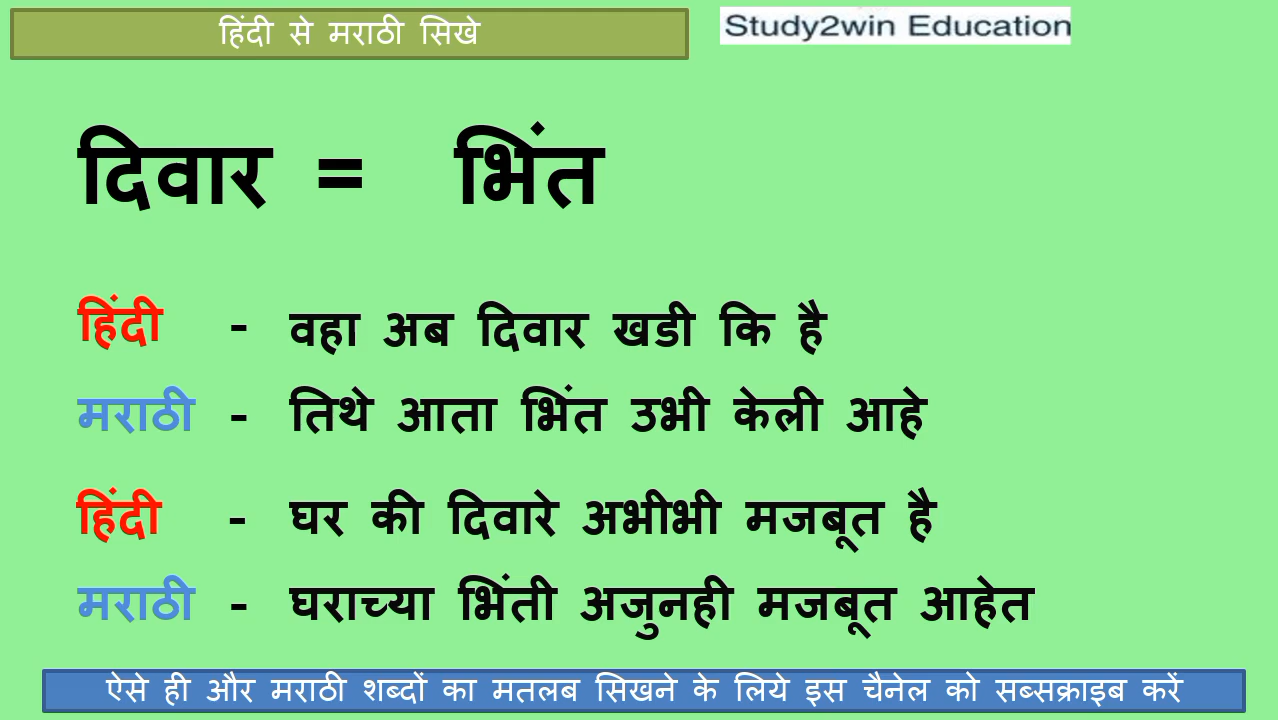 हिंदी से मराठी सिखे
Study2win Education
दिवार = भिंत
हिंदी - वहा अब दिवार खडी कि है
मराठी - तिथे आता भिंत उभी केली आहे
हिंदी - घर की दिवारे अभीभी मजबूत है
मराठी - घराच्या भिंती अजुनही मजबूत आहेत
ऐसे ही और मराठी शब्दों का मतलब सिखने के लिये इस चैनेल को सब्सक्राइब करें